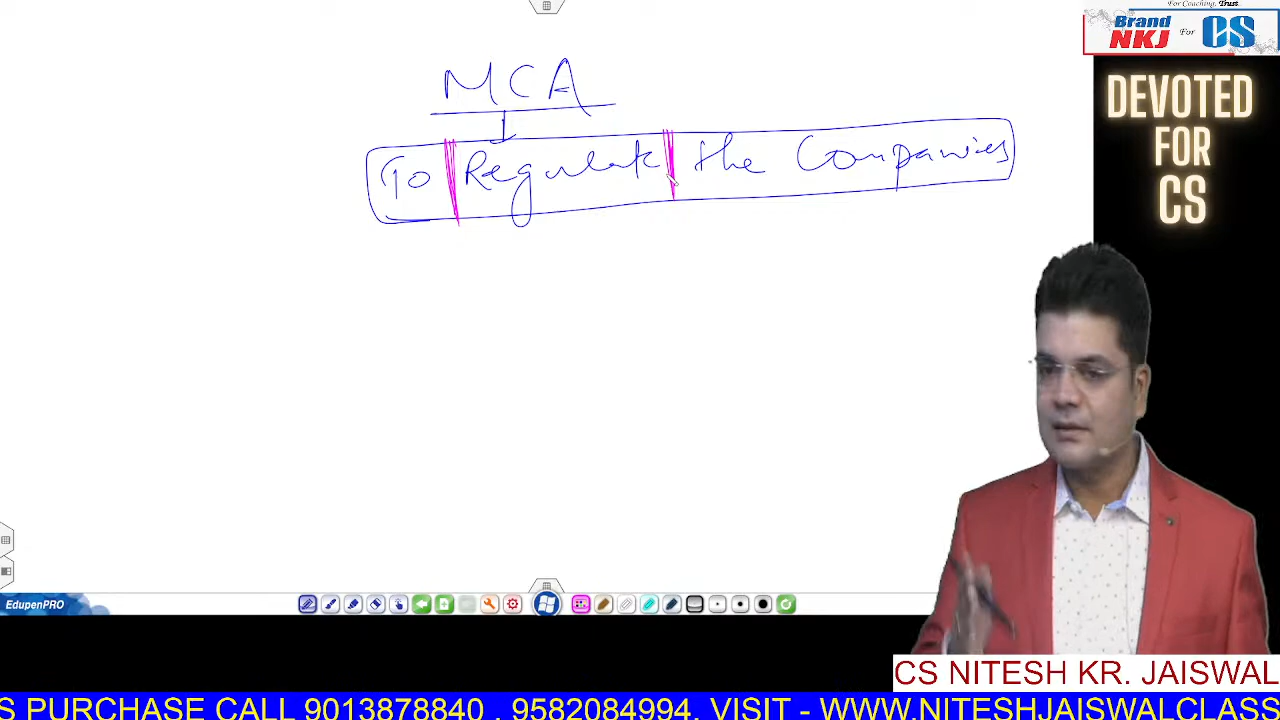 For Coaching, Trust.
Brand
NKJ
For
CS
MCA
To Regulate the Companies
DEVOTED
FOR
CS
EdupenPRO
CS NITESH KR. JAISWAL
S PURCHASE CALL 9013878840 , 9582084994, VISIT - WWW.NITESHJAISWALCLASS